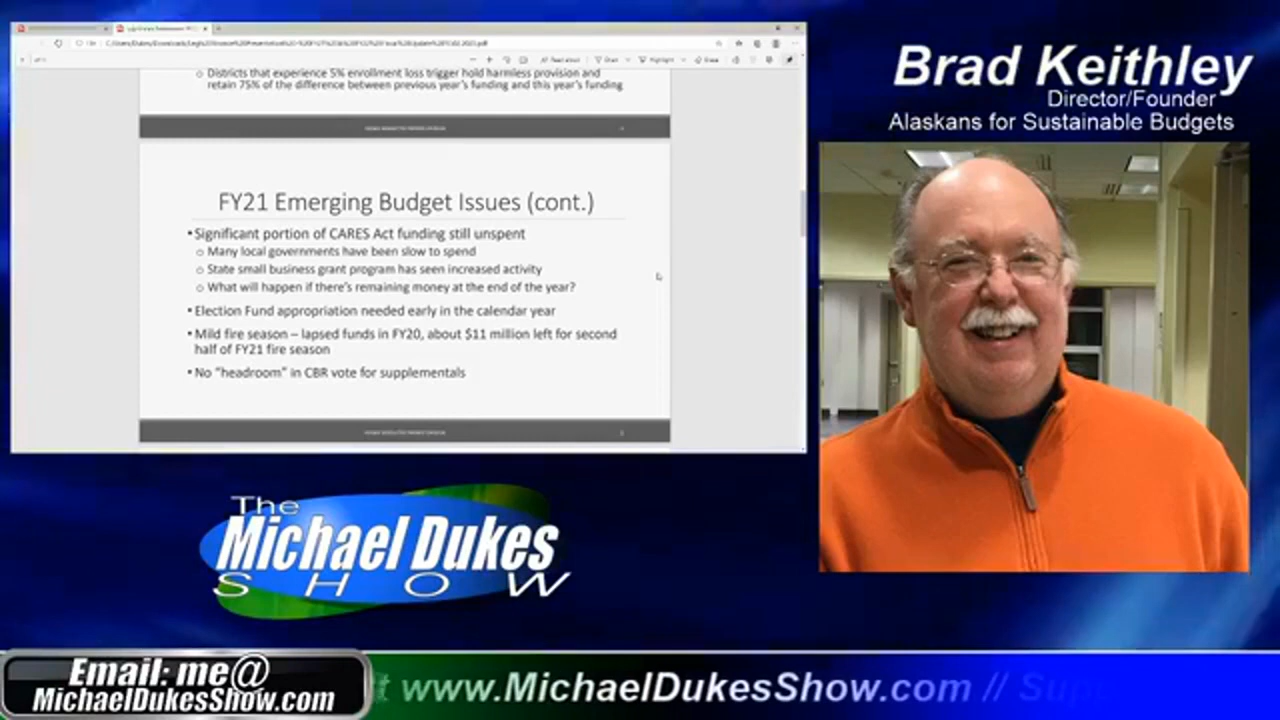 Districts that experience 5% enrollment loss trigger hold harmless provision and
retain 75% of the difference between previous year's funding and this year's funding
FY21 Emerging Budget Issues (cont.)
• Significant portion of CARES Act funding still unspent
o Many local governments have been slow to spend
o State small business grant program has seen increased activity
o What will happen if there's remaining money at the end of the year?
• Election Fund appropriation needed early in the calendar year
• Mild fire season – lapsed funds in FY20, about $11 million left for second
half of FY21 fire season
• No "headroom" in CBR vote for supplementals
Brad Keithley
Director/Founder
Alaskans for Sustainable Budgets
The
Michael Dukes
SHOW
Email: me@
MichaelDukesShow.com
www.MichaelDukesShow.com // Supp